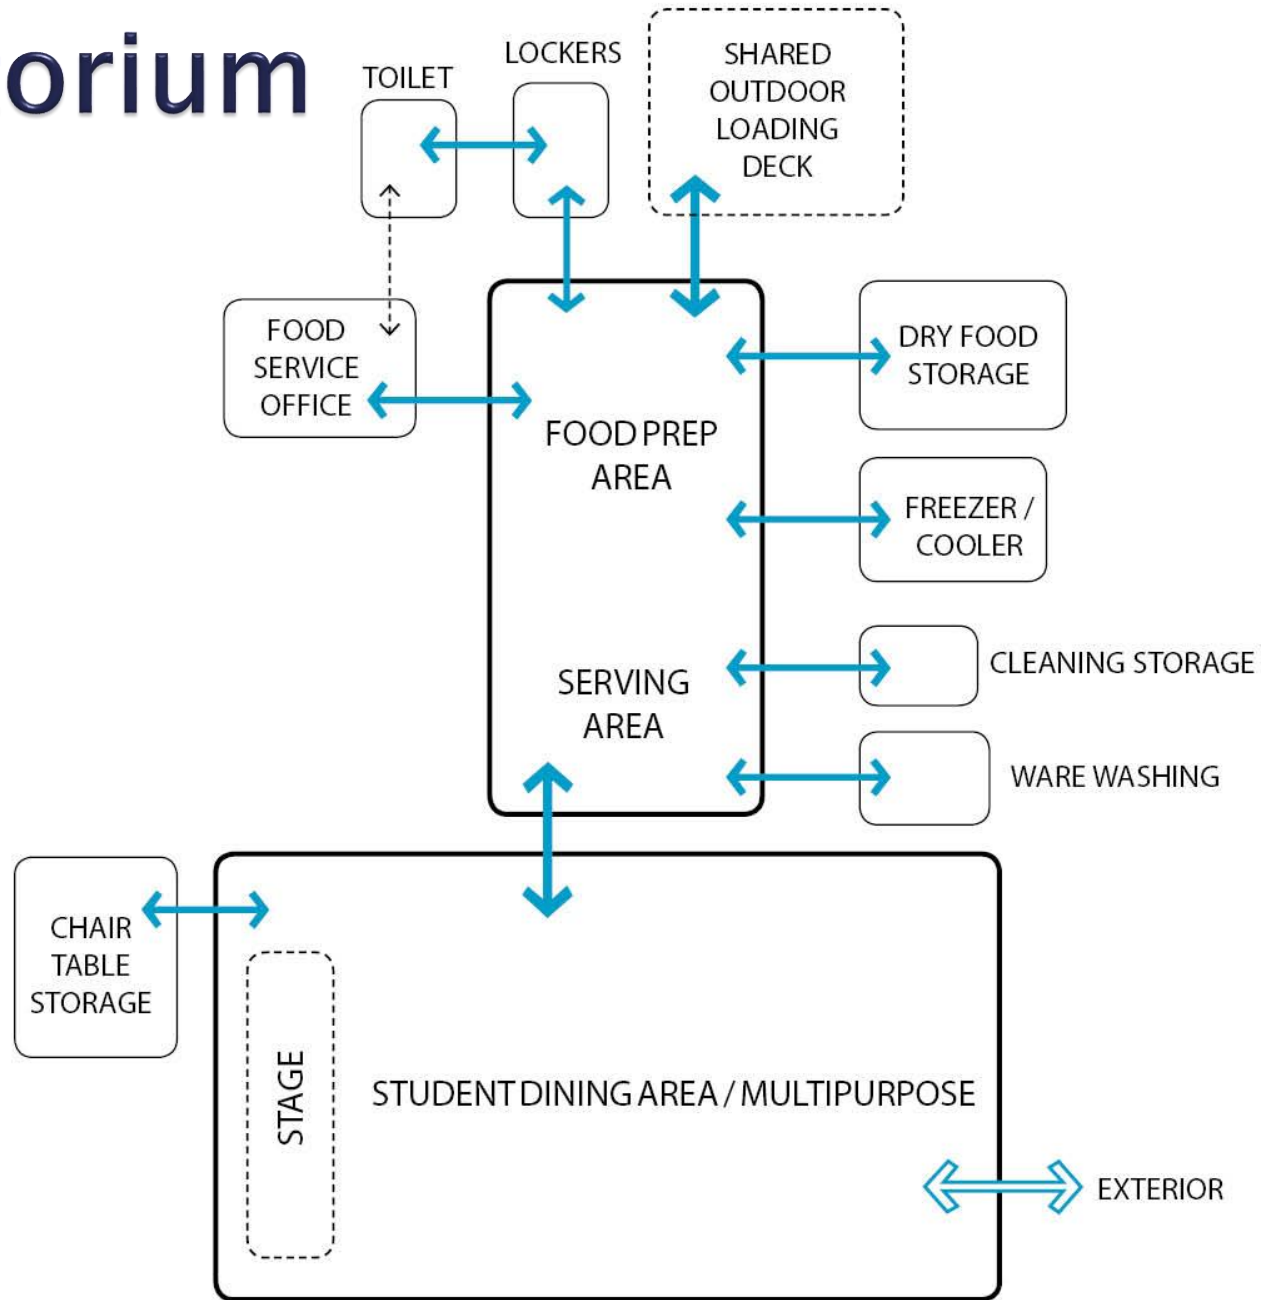 orium
TOILET
LOCKERS
SHARED
OUTDOOR
LOADING
DECK
FOOD
SERVICE
OFFICE
DRY FOOD
STORAGE
FOOD PREP
AREA
FREEZER /
COOLER
SERVING
AREA
CLEANING STORAGE
WARE WASHING
CHAIR
TABLE
STORAGE
STAGE
STUDENT DINING AREA / MULTIPURPOSE
EXTERIOR